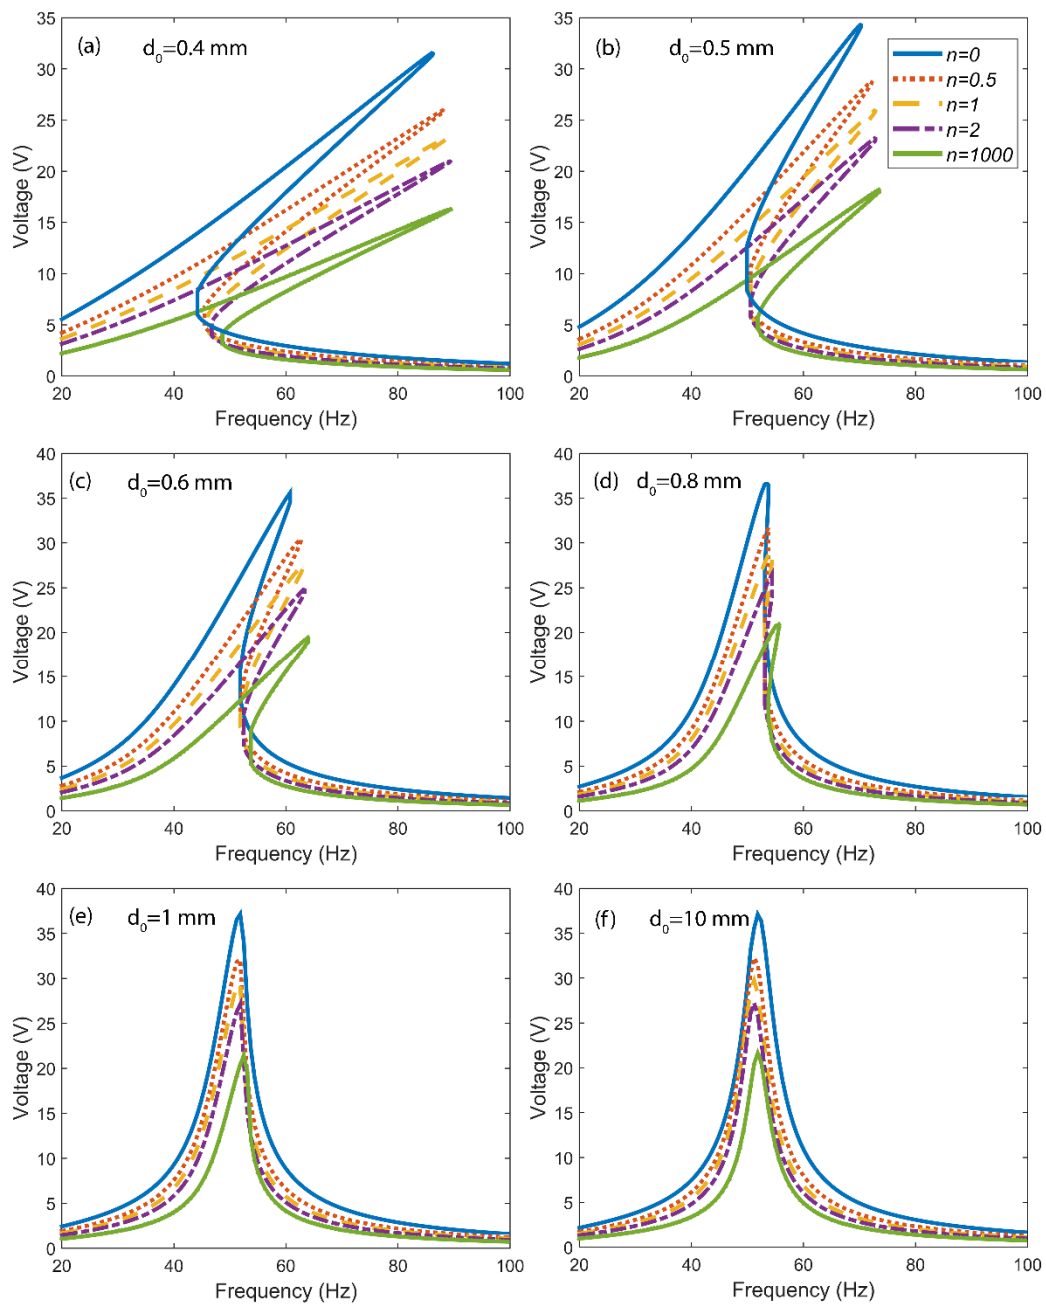 (a) d₀=0.4 mm
Voltage (V)
35
30
25
20
15
10
5
0
20 40 60 80 100
Frequency (Hz)
(b) d₀=0.5 mm
n=0
n=0.5
n=1
n=2
n=1000
Voltage (V)
35
30
25
20
15
10
5
0
20 40 60 80 100
Frequency (Hz)
(c) d₀=0.6 mm
Voltage (V)
40
35
30
25
20
15
10
5
0
20 40 60 80 100
Frequency (Hz)
(d) d₀=0.8 mm
Voltage (V)
40
35
30
25
20
15
10
5
0
20 40 60 80 100
Frequency (Hz)
(e) d₀=1 mm
Voltage (V)
40
35
30
25
20
15
10
5
0
20 40 60 80 100
Frequency (Hz)
(f) d₀=10 mm
Voltage (V)
40
35
30
25
20
15
10
5
0
20 40 60 80 100
Frequency (Hz)